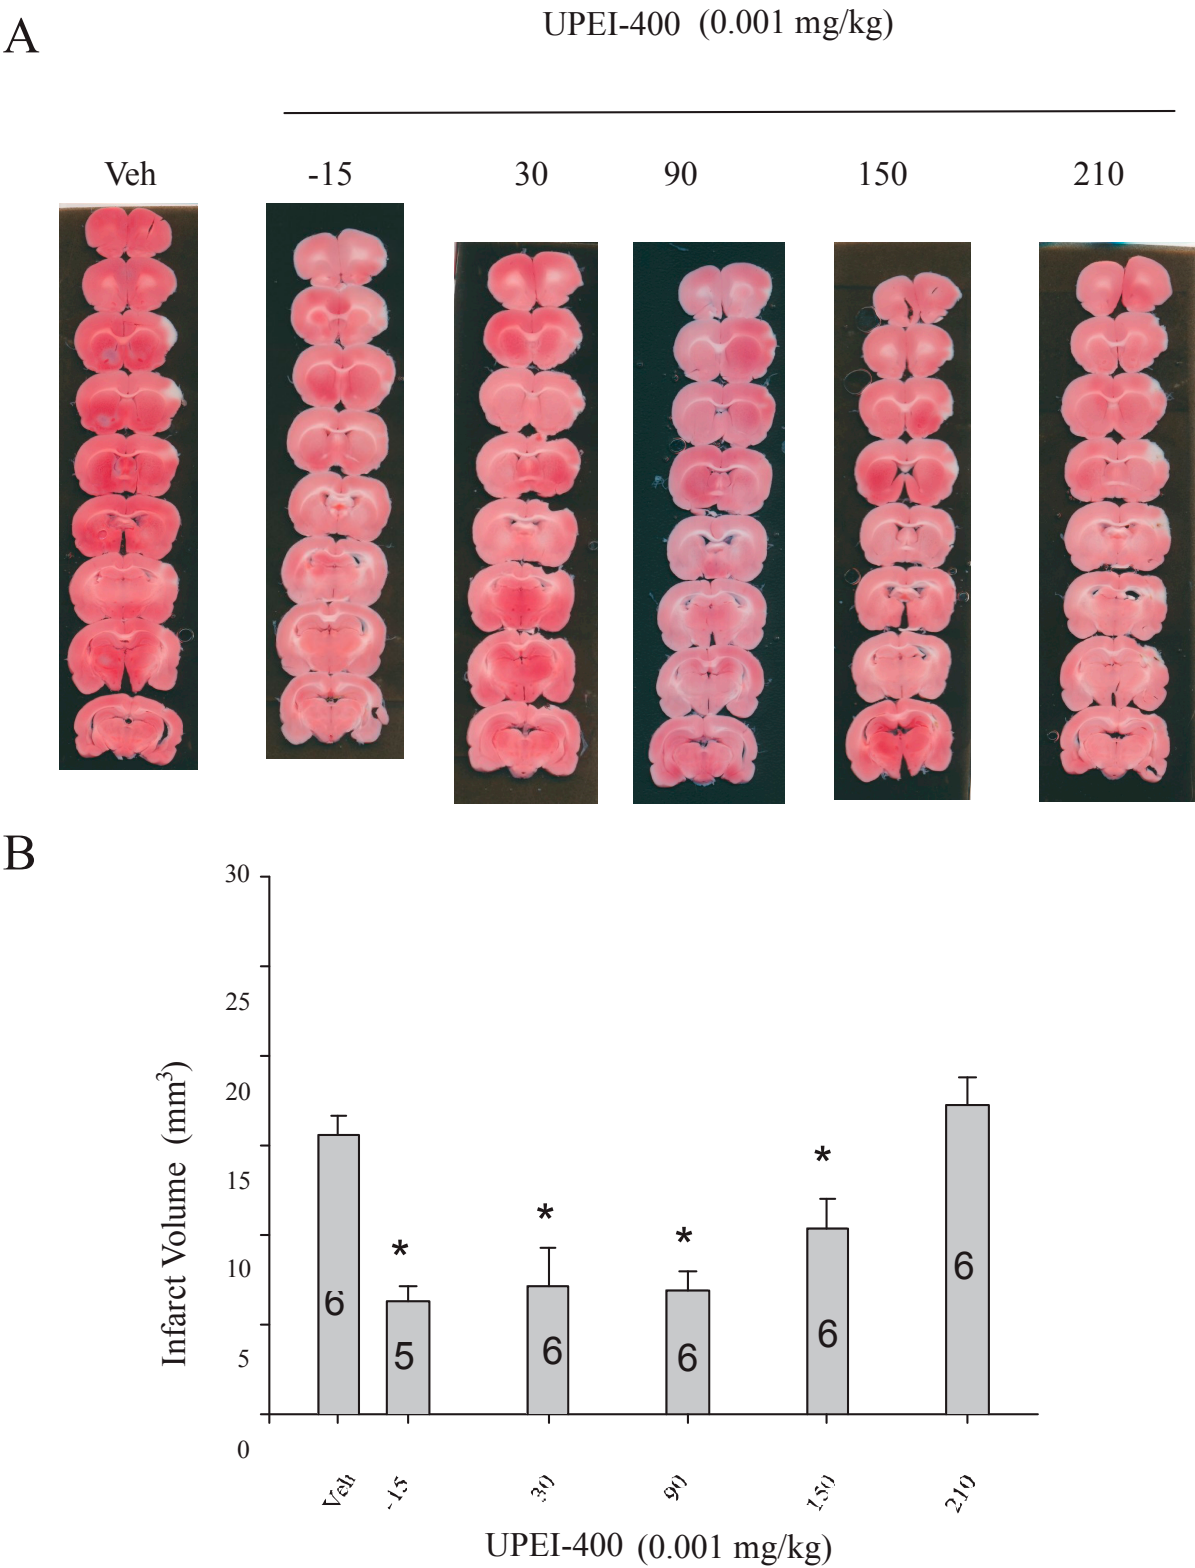 A
UPEI-400 (0.001 mg/kg)
Veh -15 30 90 150 210
B
30
25
20
15
10
5
0
Infarct Volume (mm³)
* * * *
6 5 6 6 6 6
Veh -15 30 90 150 210
UPEI-400 (0.001 mg/kg)